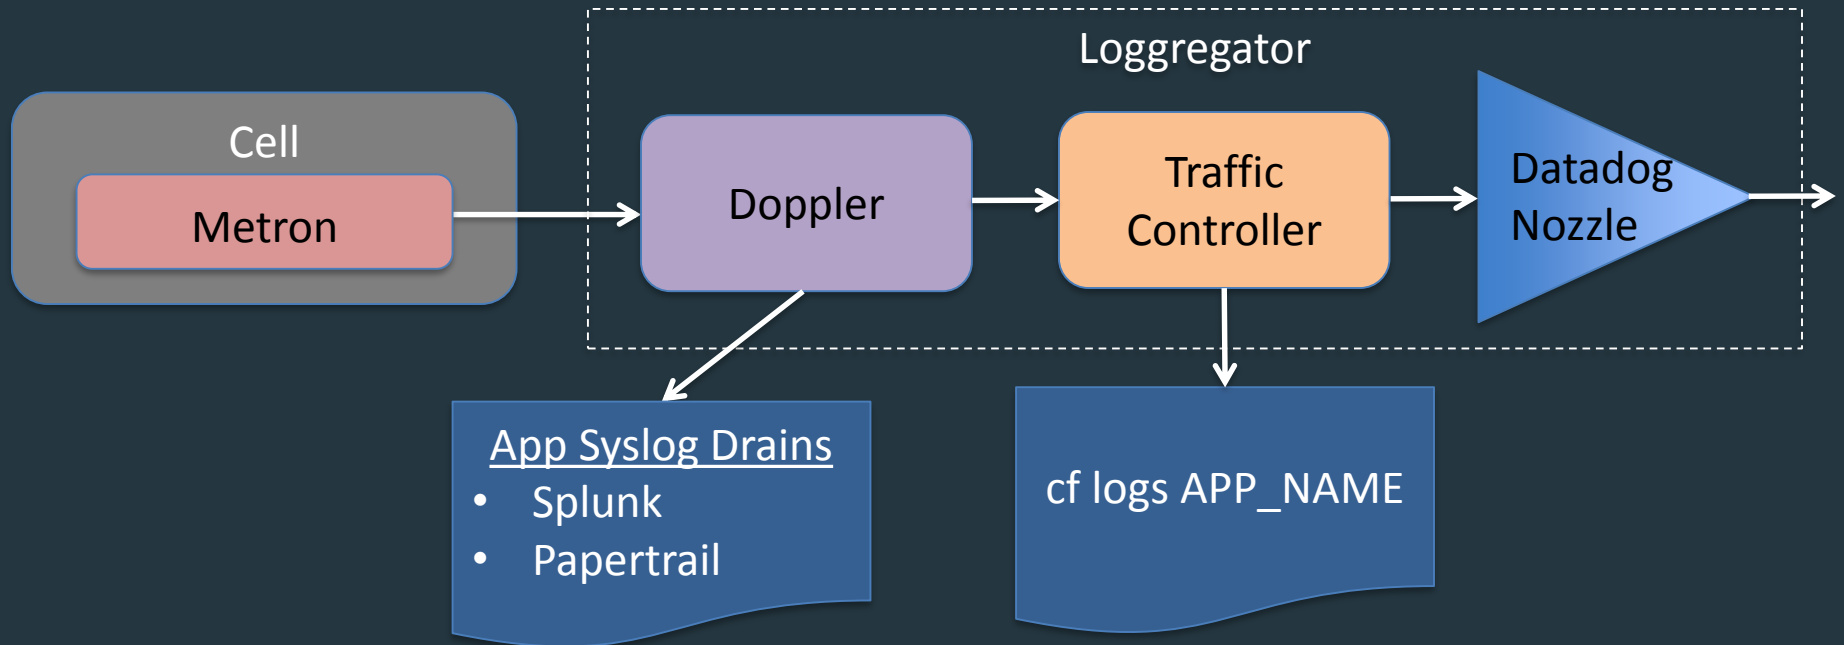 Loggregator
Cell
Metron
Doppler
Traffic
Controller
Datadog
Nozzle
App Syslog Drains
• Splunk
• Papertrail
cf logs APP_NAME